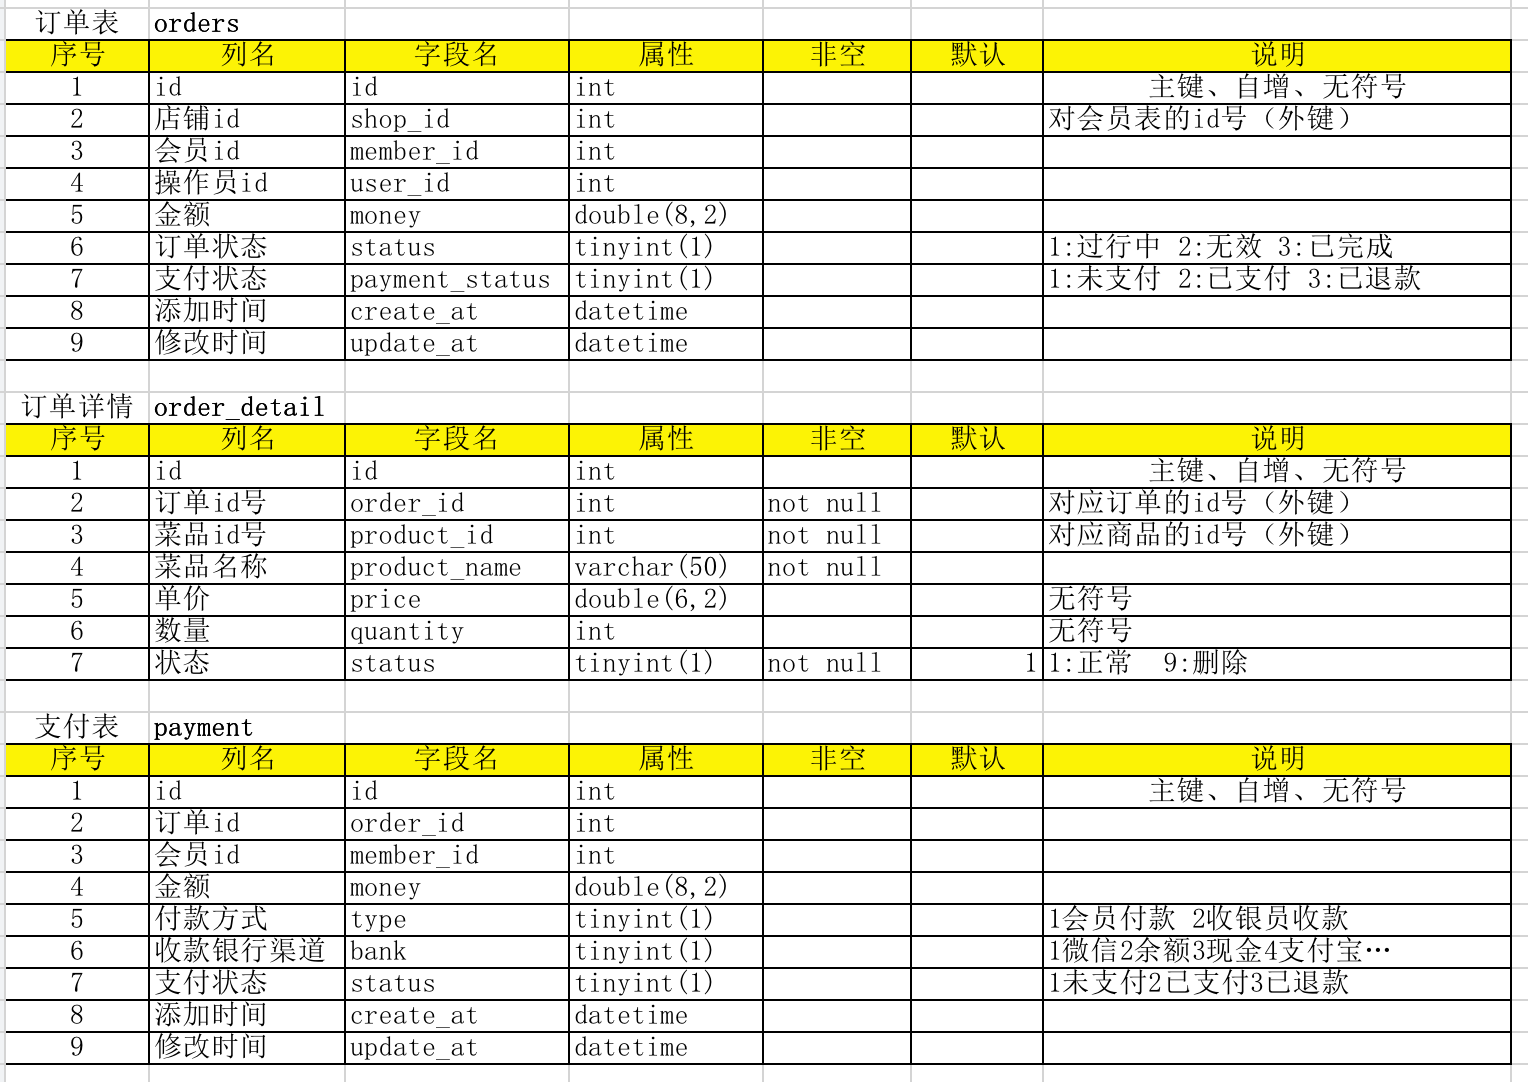 订单表 orders
序号 列名 字段名 属性 非空 默认 说明
1 id id int 主键、自增、无符号
2 店铺id shop_id int 对会员表的id号（外键）
3 会员id member_id int
4 操作员id user_id int
5 金额 money double(8,2)
6 订单状态 status tinyint(1) 1:过行中 2:无效 3:已完成
7 支付状态 payment_status tinyint(1) 1:未支付 2:已支付 3:已退款
8 添加时间 create_at datetime
9 修改时间 update_at datetime
订单详情 order_detail
序号 列名 字段名 属性 非空 默认 说明
1 id id int 主键、自增、无符号
2 订单id号 order_id int not null 对应订单的id号（外键）
3 菜品id号 product_id int not null 对应商品的id号（外键）
4 菜品名称 product_name varchar(50) not null
5 单价 price double(6,2) 无符号
6 数量 quantity int 无符号
7 状态 status tinyint(1) not null 1 1:正常 9:删除
支付表 payment
序号 列名 字段名 属性 非空 默认 说明
1 id id int 主键、自增、无符号
2 订单id order_id int
3 会员id member_id int
4 金额 money double(8,2)
5 付款方式 type tinyint(1) 1会员付款 2收银员收款
6 收款银行渠道 bank tinyint(1) 1微信2余额3现金4支付宝…
7 支付状态 status tinyint(1) 1未支付2已支付3已退款
8 添加时间 create_at datetime
9 修改时间 update_at datetime